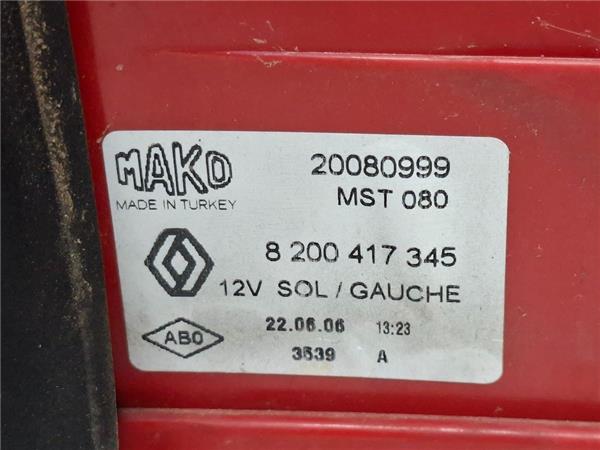 MAKO
MADE IN TURKEY
20080999
MST 080
8 200 417 345
12V SOL / GAUCHE
ABO
22.06.06 13:23
3539 A